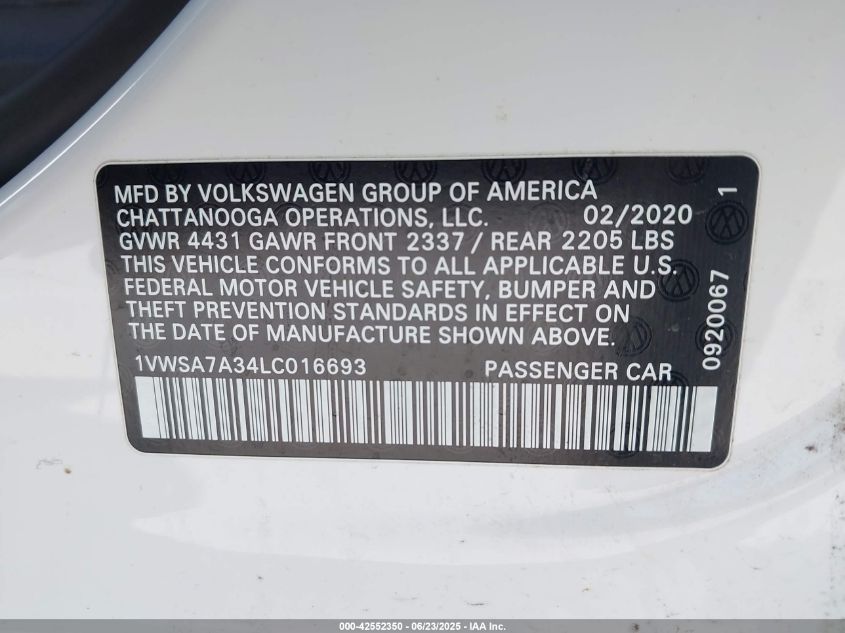 MFD BY VOLKSWAGEN GROUP OF AMERICA
CHATTANOOGA OPERATIONS, LLC. 02/2020
GVWR 4431 GAWR FRONT 2337 / REAR 2205 LBS
THIS VEHICLE CONFORMS TO ALL APPLICABLE U.S.
FEDERAL MOTOR VEHICLE SAFETY, BUMPER AND
THEFT PREVENTION STANDARDS IN EFFECT ON
THE DATE OF MANUFACTURE SHOWN ABOVE.
1VWSA7A34LC016693 PASSENGER CAR
0920067 1
000-42552350 - 06/23/2025 - IAA Inc.